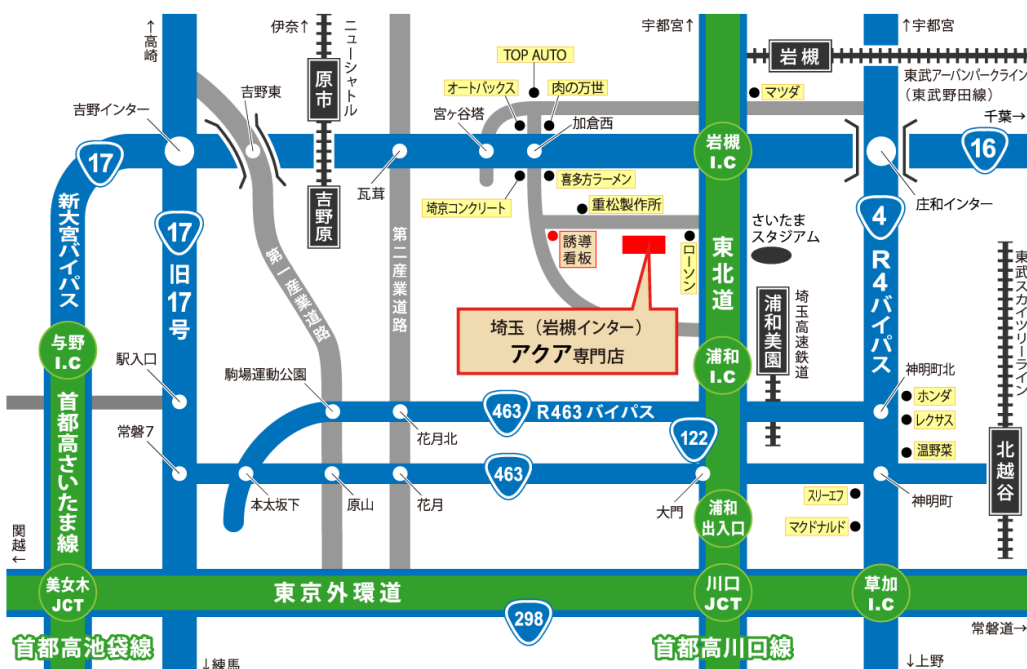 ↑高崎
伊奈↑
ニューシャトル
原市
吉野原
宇都宮↑
↑宇都宮
岩槻
東武アーバンパークライン
（東武野田線）
千葉→
TOP AUTO
オートバックス
肉の万世
マツダ
吉野インター
吉野東
宮ヶ谷塔
加倉西
17
瓦茸
岩槻
I.C
16
庄和インター
喜多方ラーメン
埼京コンクリート
重松製作所
誘導
看板
ローソン
さいたま
スタジアム
新大宮バイパス
17
旧17号
第一産業道路
第二産業道路
東北道
4
R4バイパス
東武スカイツリーライン
埼玉（岩槻インター）
アクア専門店
浦和美園
埼玉高速鉄道
与野
I.C
浦和
I.C
駅入口
駒場運動公園
神明町北
ホンダ
レクサス
温野菜
北越谷
463
R463バイパス
花月北
122
常磐7
首都高さいたま線
463
本太坂下
原山
花月
大門
神明町
浦和
出入口
スリーエフ
マクドナルド
関越←
美女木
JCT
東京外環道
川口
JCT
草加
I.C
298
常磐道→
首都高池袋線
首都高川口線
↓練馬
↓上野